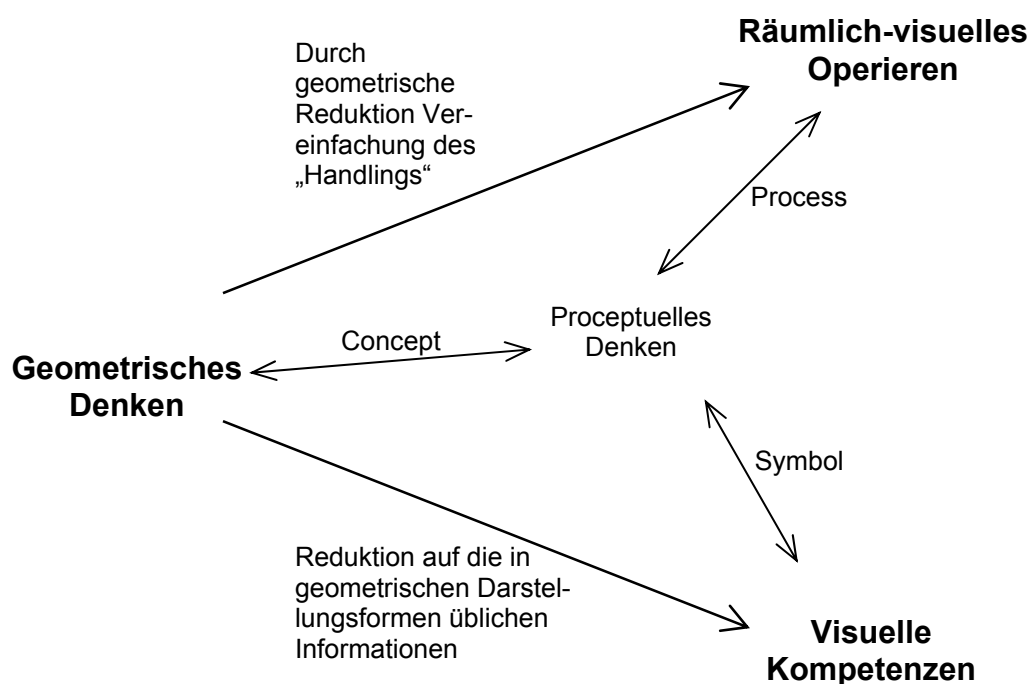 Räumlich-visuelles
Operieren
Durch
geometrische
Reduktion Ver-
einfachung des
„Handlings“
Process
Proceptuelles
Denken
Concept
Geometrisches
Denken
Symbol
Reduktion auf die in
geometrischen Darstel-
lungsformen üblichen
Informationen
Visuelle
Kompetenzen